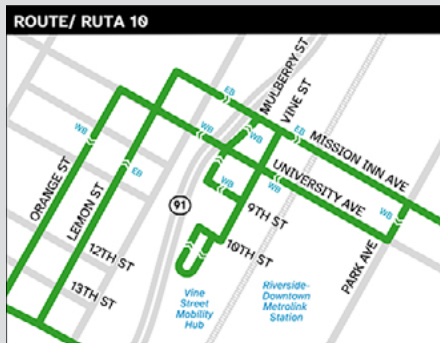 ROUTE/ RUTA 10
MULBERRY ST
VINE ST
EB
EB
MISSION INN AVE
WB
WB
WB
ORANGE ST
LEMON ST
EB
WB
WB
UNIVERSITY AVE
WB
91
9TH ST
10TH ST
12TH ST
13TH ST
PARK AVE
Vine
Street
Mobility
Hub
Riverside-
Downtown
Metrolink
Station